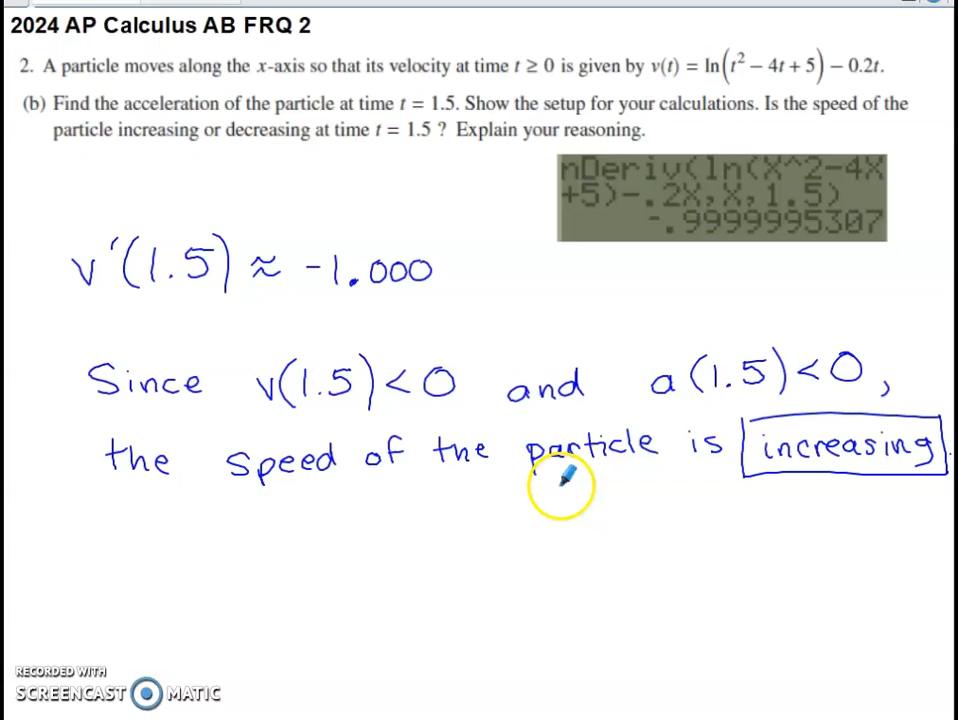 2024 AP Calculus AB FRQ 2
2. A particle moves along the x-axis so that its velocity at time t ≥ 0 is given by v(t) = ln(t² − 4t + 5) − 0.2t.
(b) Find the acceleration of the particle at time t = 1.5. Show the setup for your calculations. Is the speed of the
particle increasing or decreasing at time t = 1.5 ? Explain your reasoning.
nDeriv(ln(X^2-4X
+5)-.2X,X,1.5)
-.9999995307
v'(1.5) ≈ -1.000
Since v(1.5) < 0 and a(1.5) < 0,
the speed of the particle is increasing.
RECORDED WITH
SCREENCAST MATIC